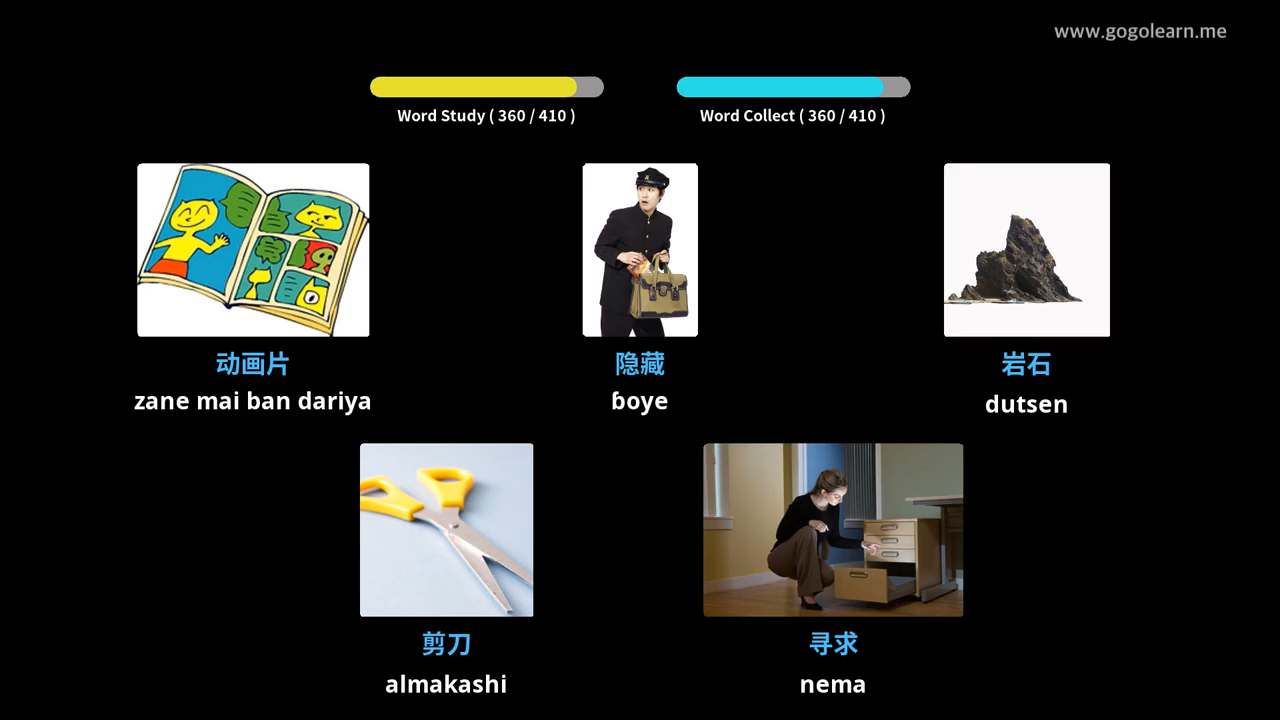 www.gogolearn.me
Word Study ( 360 / 410 )
Word Collect ( 360 / 410 )
动画片
zane mai ban dariya
隐藏
ɓoye
岩石
dutsen
剪刀
almakashi
寻求
nema